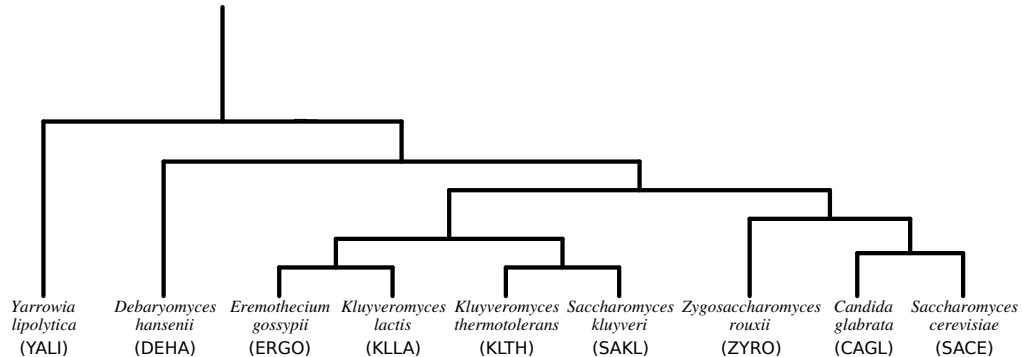 Yarrowia
lipolytica
(YALI)
Debaryomyces
hansenii
(DEHA)
Eremothecium
gossypii
(ERGO)
Kluyveromyces
lactis
(KLLA)
Kluyveromyces
thermotolerans
(KLTH)
Saccharomyces
kluyveri
(SAKL)
Zygosaccharomyces
rouxii
(ZYRO)
Candida
glabrata
(CAGL)
Saccharomyces
cerevisiae
(SACE)